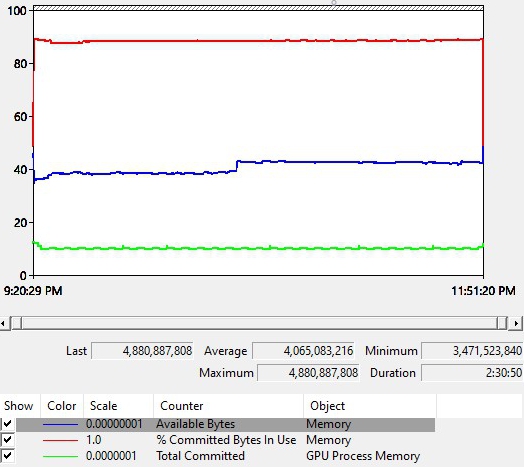 100
80
60
40
20
0
9:20:29 PM 11:51:20 PM
Last 4,880,887,808 Average 4,065,083,216 Minimum 3,471,523,840
Maximum 4,880,887,808 Duration 2:30:50
Show Color Scale Counter Object
0.00000001 Available Bytes Memory
1.0 % Committed Bytes In Use Memory
0.0000001 Total Committed GPU Process Memory